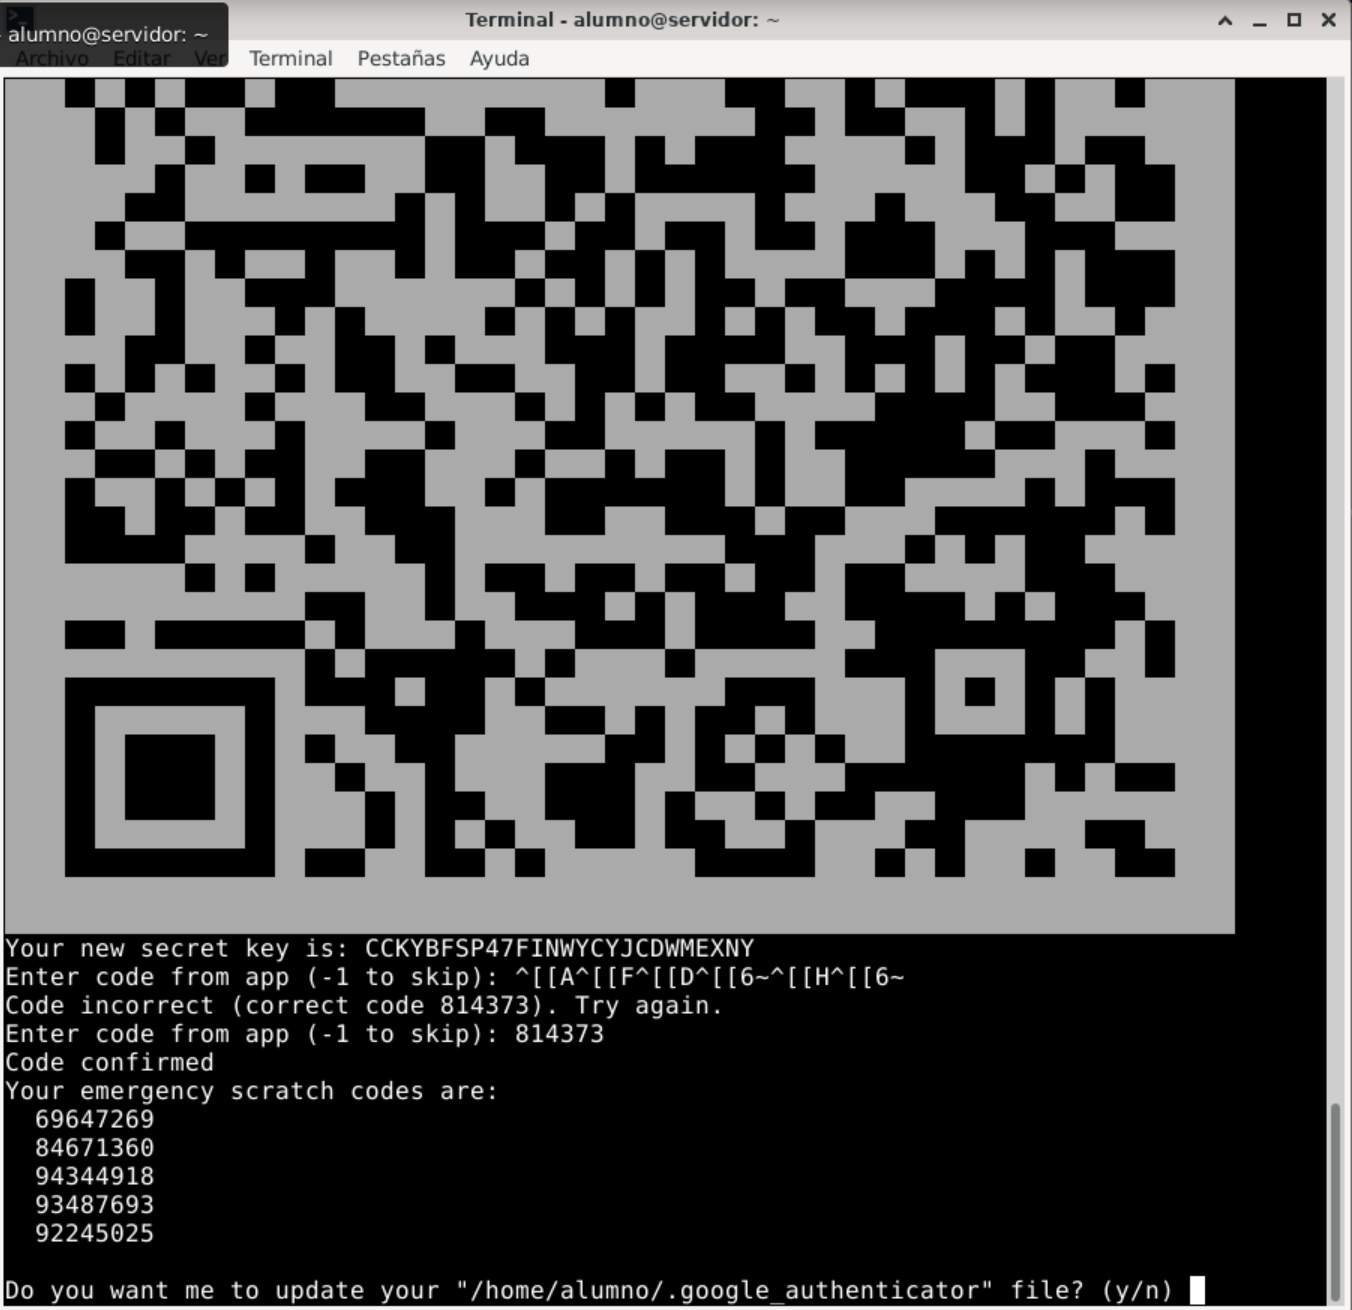 Terminal - alumno@servidor: ~
alumno@servidor: ~
Archivo Editar Ver Terminal Pestañas Ayuda
Your new secret key is: CCKYBFSP47FINWYCYJCDWMEXNY
Enter code from app (-1 to skip): ^[[A^[[F^[[D^[[6~^[[H^[[6~
Code incorrect (correct code 814373). Try again.
Enter code from app (-1 to skip): 814373
Code confirmed
Your emergency scratch codes are:
69647269
84671360
94344918
93487693
92245025
Do you want me to update your "/home/alumno/.google_authenticator" file? (y/n)